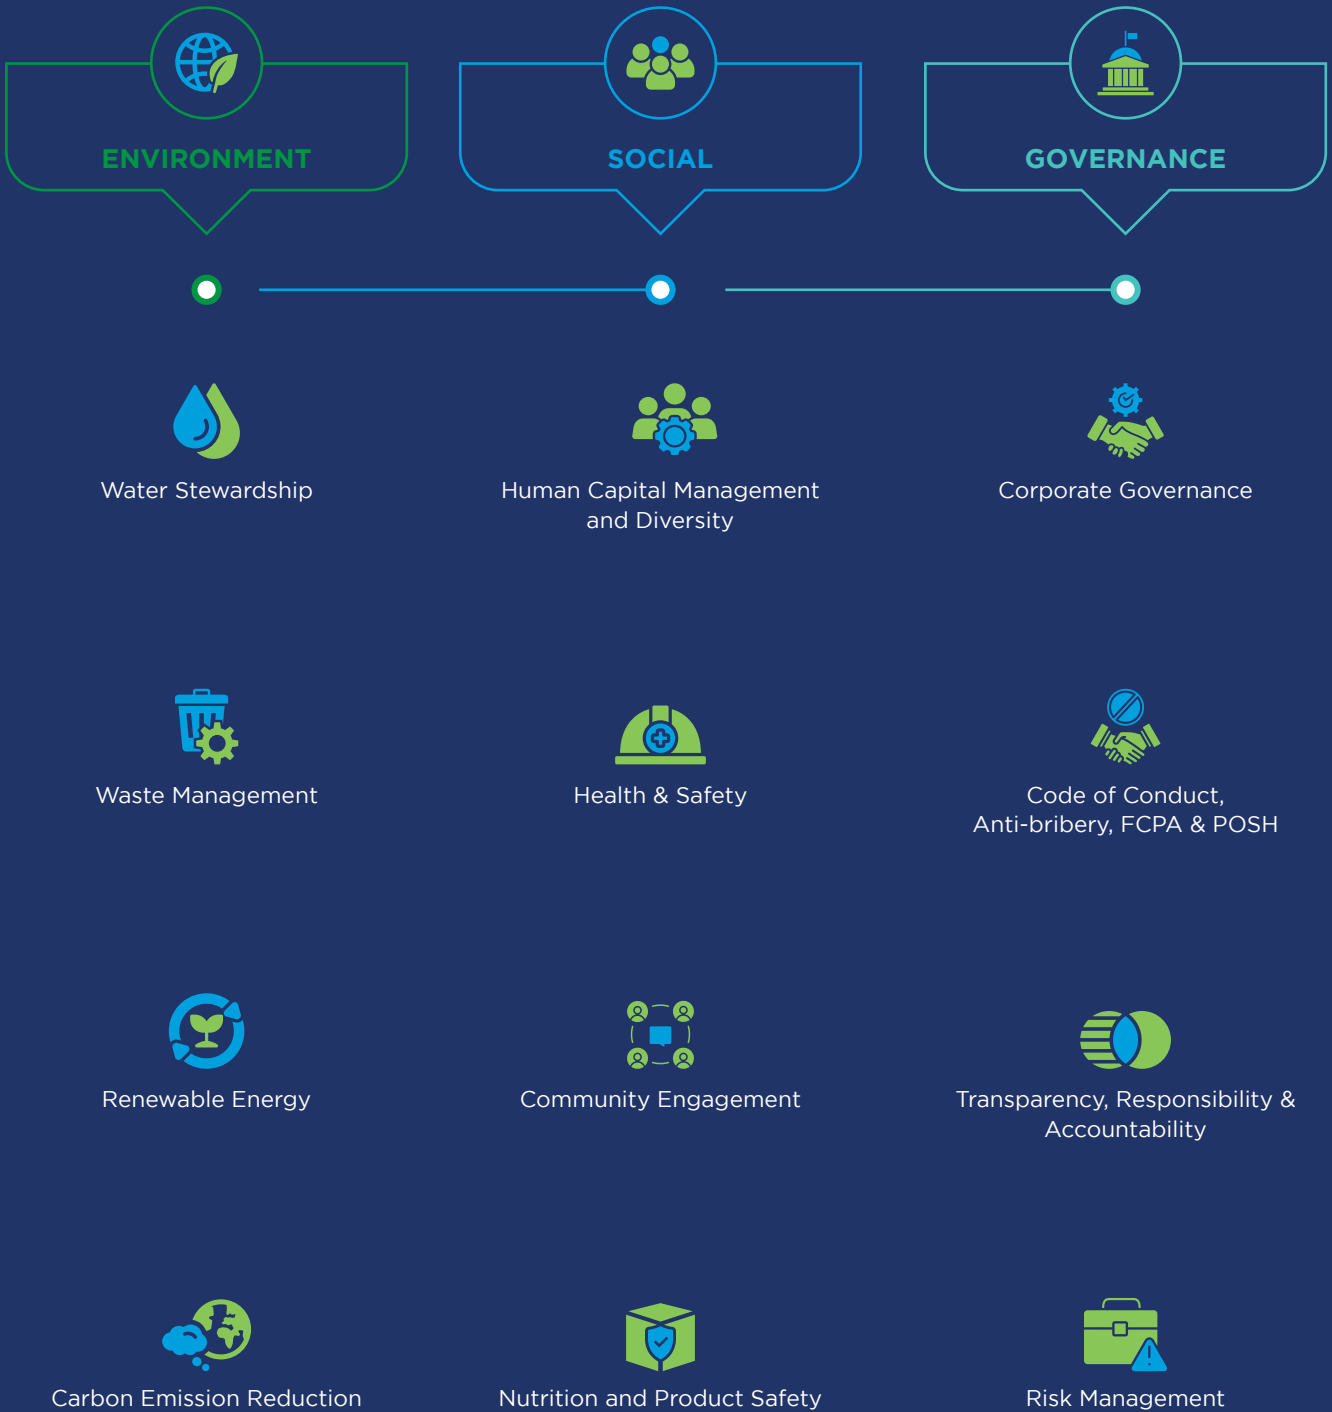 ENVIRONMENT
SOCIAL
GOVERNANCE
Water Stewardship
Human Capital Management
and Diversity
Corporate Governance
Waste Management
Health & Safety
Code of Conduct,
Anti-bribery, FCPA & POSH
Renewable Energy
Community Engagement
Transparency, Responsibility &
Accountability
Carbon Emission Reduction
Nutrition and Product Safety
Risk Management